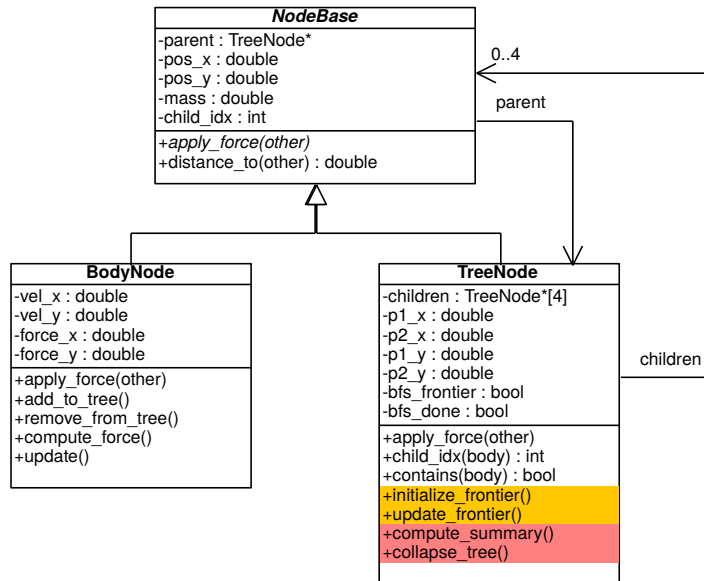 NodeBase
-parent : TreeNode*
-pos_x : double
-pos_y : double
-mass : double
-child_idx : int
+apply_force(other)
+distance_to(other) : double
0..4
parent
BodyNode
-vel_x : double
-vel_y : double
-force_x : double
-force_y : double
+apply_force(other)
+add_to_tree()
+remove_from_tree()
+compute_force()
+update()
TreeNode
-children : TreeNode*[4]
-p1_x : double
-p2_x : double
-p1_y : double
-p2_y : double
-bfs_frontier : bool
-bfs_done : bool
+apply_force(other)
+child_idx(body) : int
+contains(body) : bool
+initialize_frontier()
+update_frontier()
+compute_summary()
+collapse_tree()
children